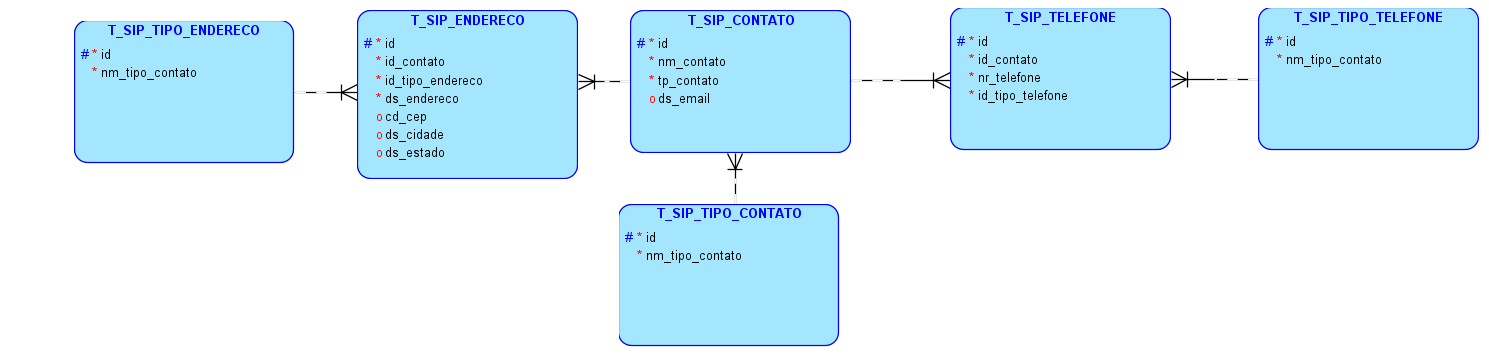 T_SIP_TIPO_ENDERECO
# * id
* nm_tipo_contato
T_SIP_ENDERECO
# * id
* id_contato
* id_tipo_endereco
* ds_endereco
o cd_cep
o ds_cidade
o ds_estado
T_SIP_CONTATO
# * id
* nm_contato
* tp_contato
o ds_email
T_SIP_TELEFONE
# * id
* id_contato
* nr_telefone
* id_tipo_telefone
T_SIP_TIPO_TELEFONE
# * id
* nm_tipo_contato
T_SIP_TIPO_CONTATO
# * id
* nm_tipo_contato